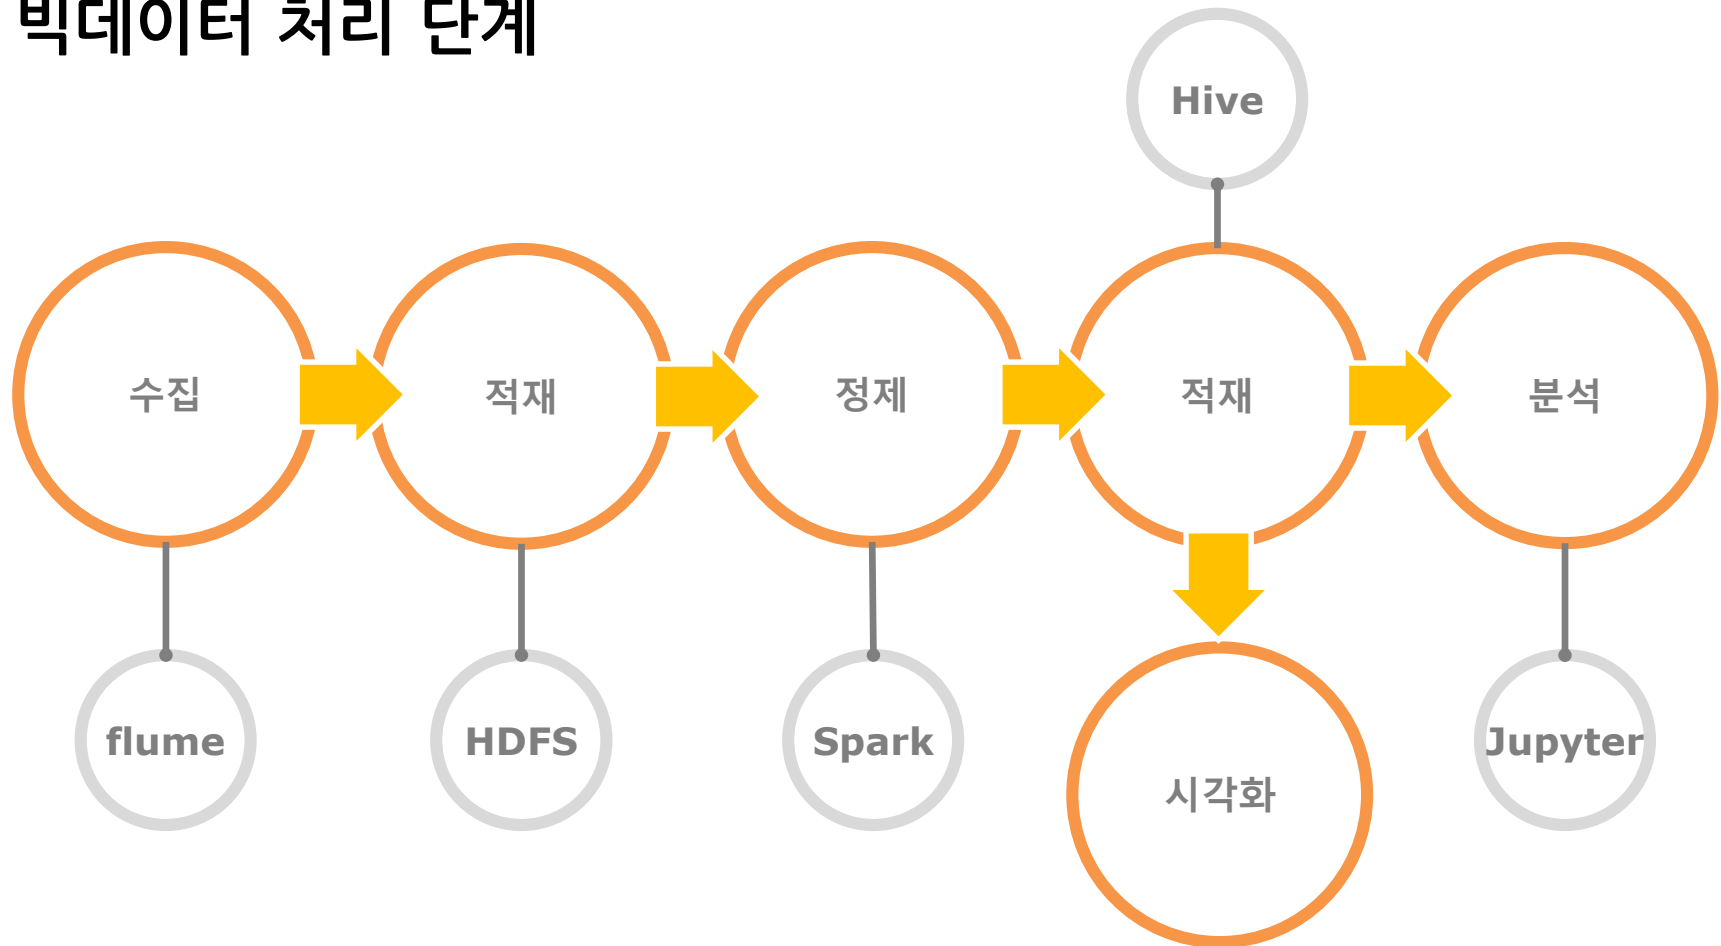 빅데이터 처리 단계
Hive
수집
적재
정제
적재
분석
flume
HDFS
Spark
Jupyter
시각화